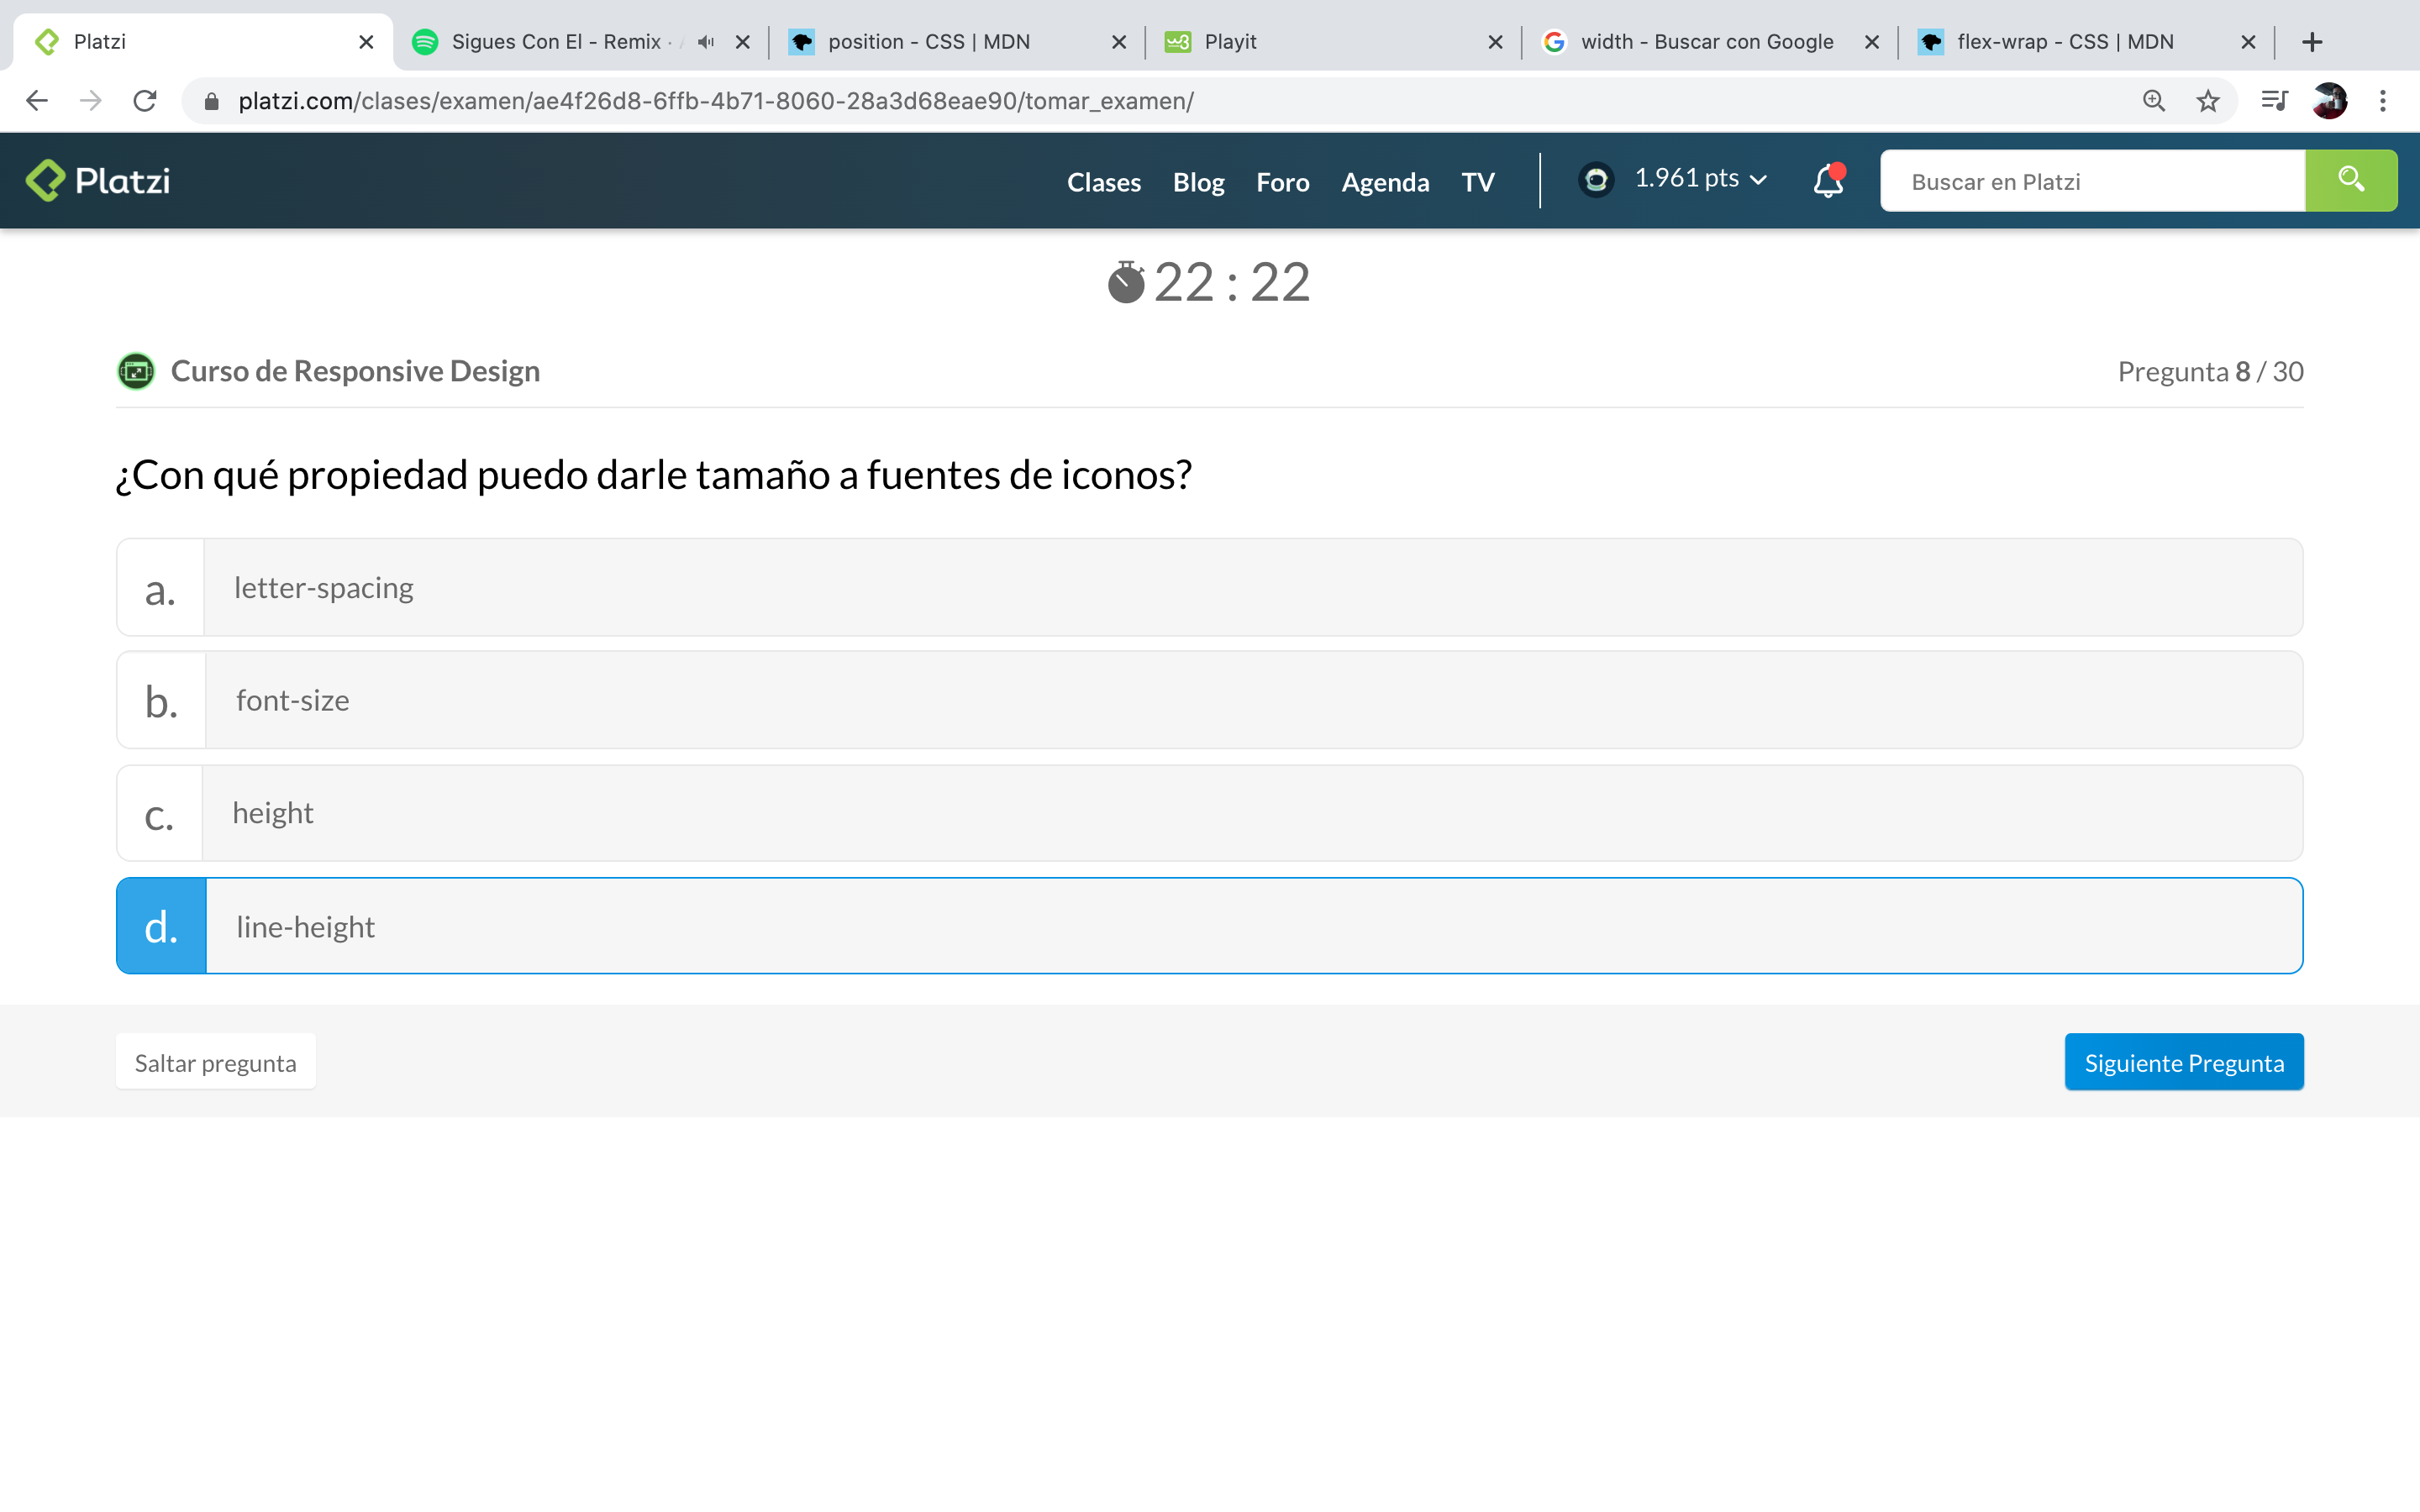 Platzi
Sigues Con El - Remix ·
position - CSS | MDN
Playit
width - Buscar con Google
flex-wrap - CSS | MDN
platzi.com/clases/examen/ae4f26d8-6ffb-4b71-8060-28a3d68eae90/tomar_examen/
Platzi
Clases
Blog
Foro
Agenda
TV
1.961 pts
Buscar en Platzi
22 : 22
Curso de Responsive Design
Pregunta 8 / 30
¿Con qué propiedad puedo darle tamaño a fuentes de iconos?
a. letter-spacing
b. font-size
c. height
d. line-height
Saltar pregunta
Siguiente Pregunta